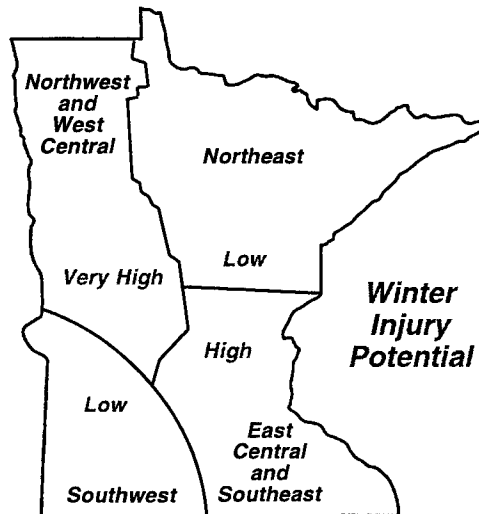 Northwest
and
West
Central
Northeast
Very High
Low
Winter
Injury
Potential
High
Low
East
Central
and
Southeast
Southwest